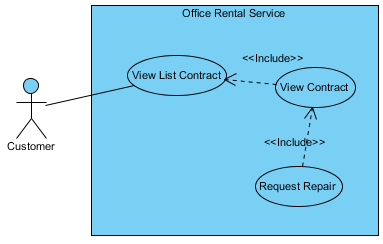 Office Rental Service
<<Include>>
View List Contract
View Contract
Customer
<<Include>>
Request Repair